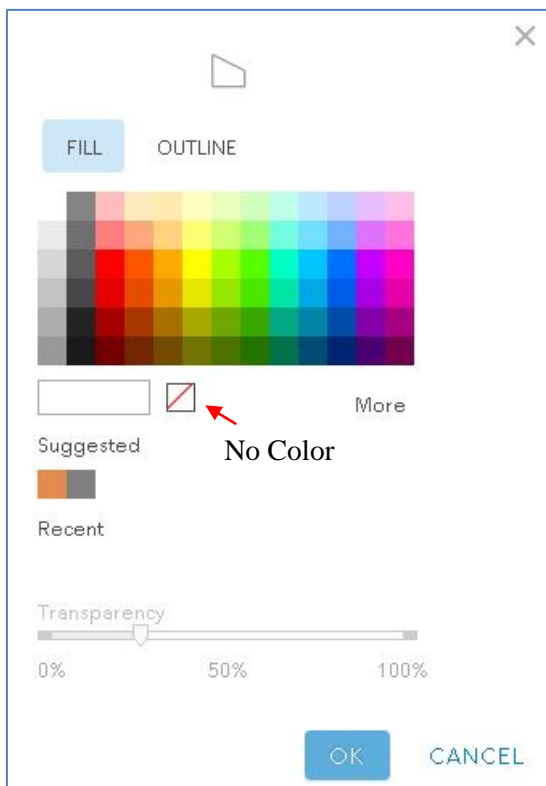 FILL OUTLINE
More
No Color
Suggested
Recent
Transparency
0% 50% 100%
OK CANCEL